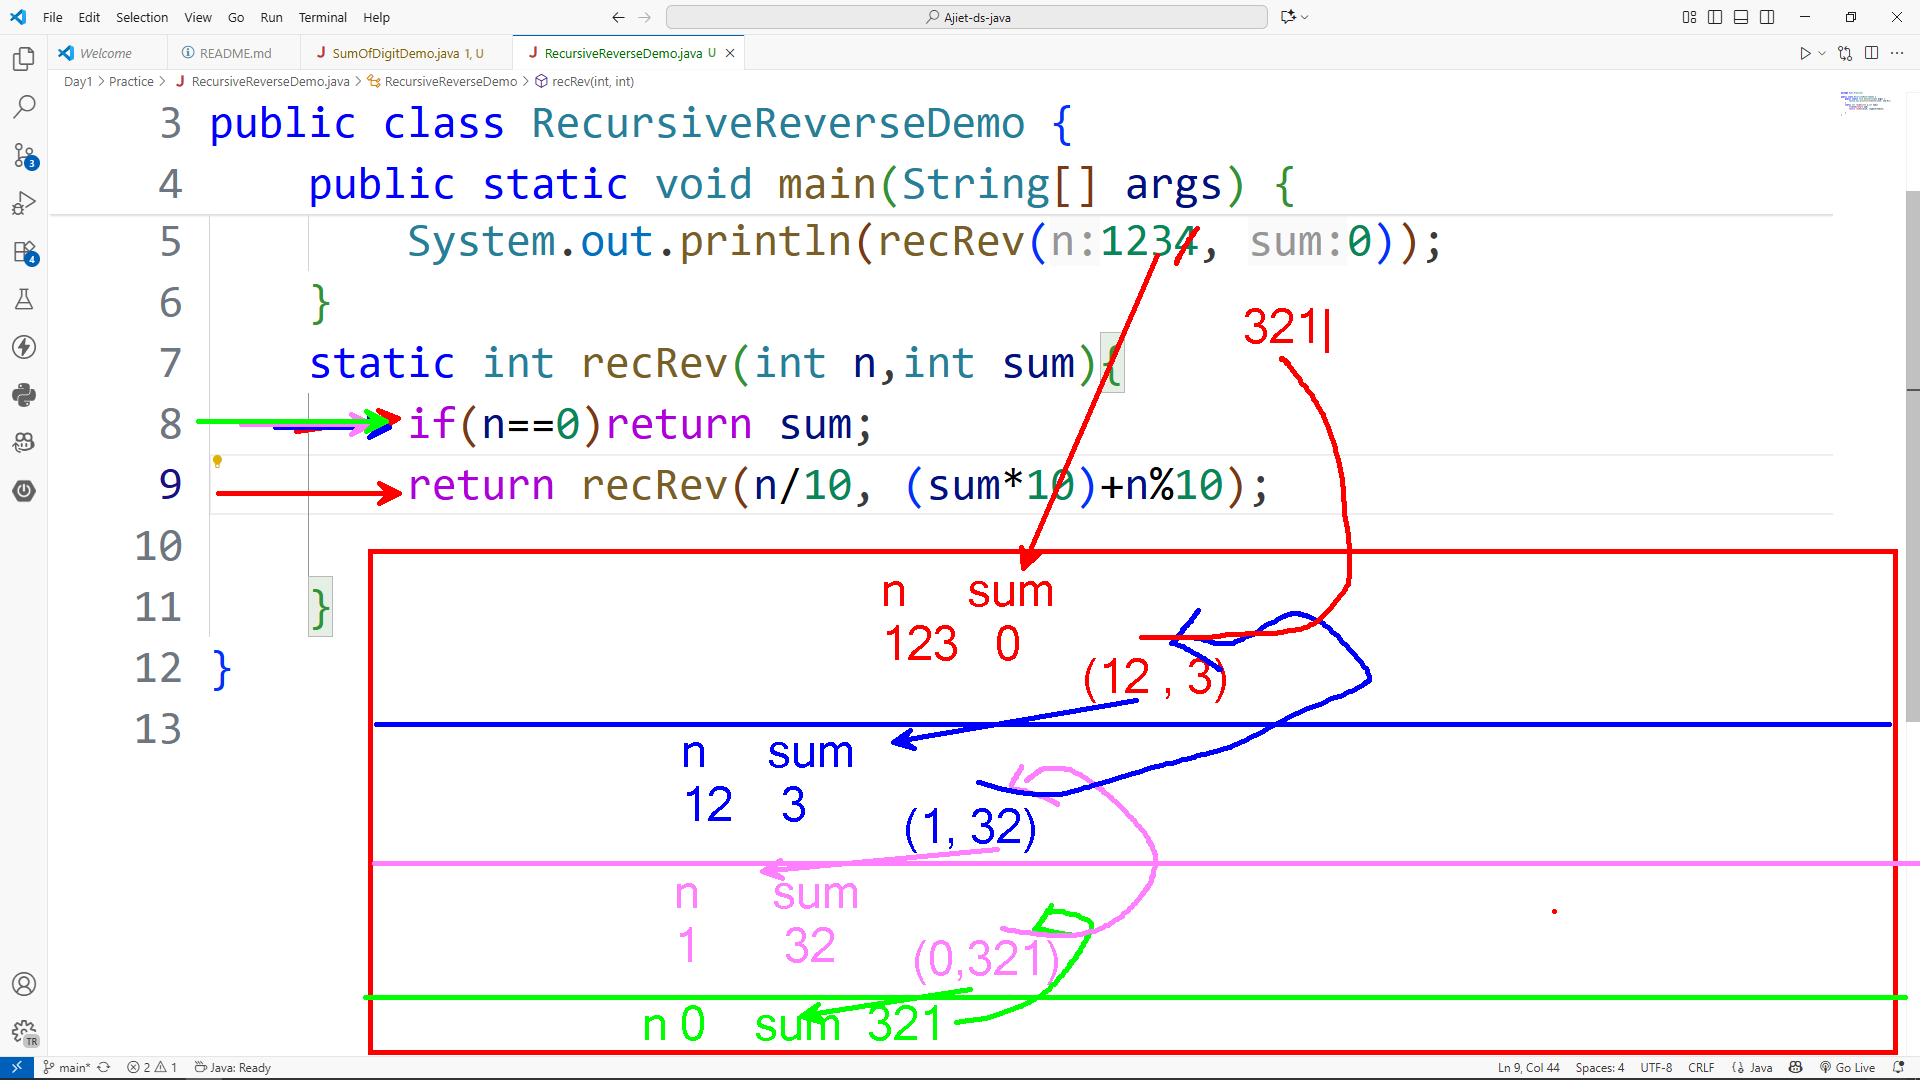 File Edit Selection View Go Run Terminal Help
Ajiet-ds-java
Welcome
README.md
SumOfDigitDemo.java 1, U
RecursiveReverseDemo.java U
Day1 > Practice > RecursiveReverseDemo.java > RecursiveReverseDemo > recRev(int, int)
3 public class RecursiveReverseDemo {
4 public static void main(String[] args) {
5 System.out.println(recRev(n:1234, sum:0));
6 }
321|
7 static int recRev(int n,int sum){
8 if(n==0)return sum;
9 return recRev(n/10, (sum*10)+n%10);
10
11 }
12 }
13
n sum
123 0
(12 , 3)
n sum
12 3
(1, 32)
n sum
1 32
(0,321)
n 0 sum 321
3
4
TR
main* 2 1 Java: Ready
Ln 9, Col 44 Spaces: 4 UTF-8 CRLF {} Java Go Live